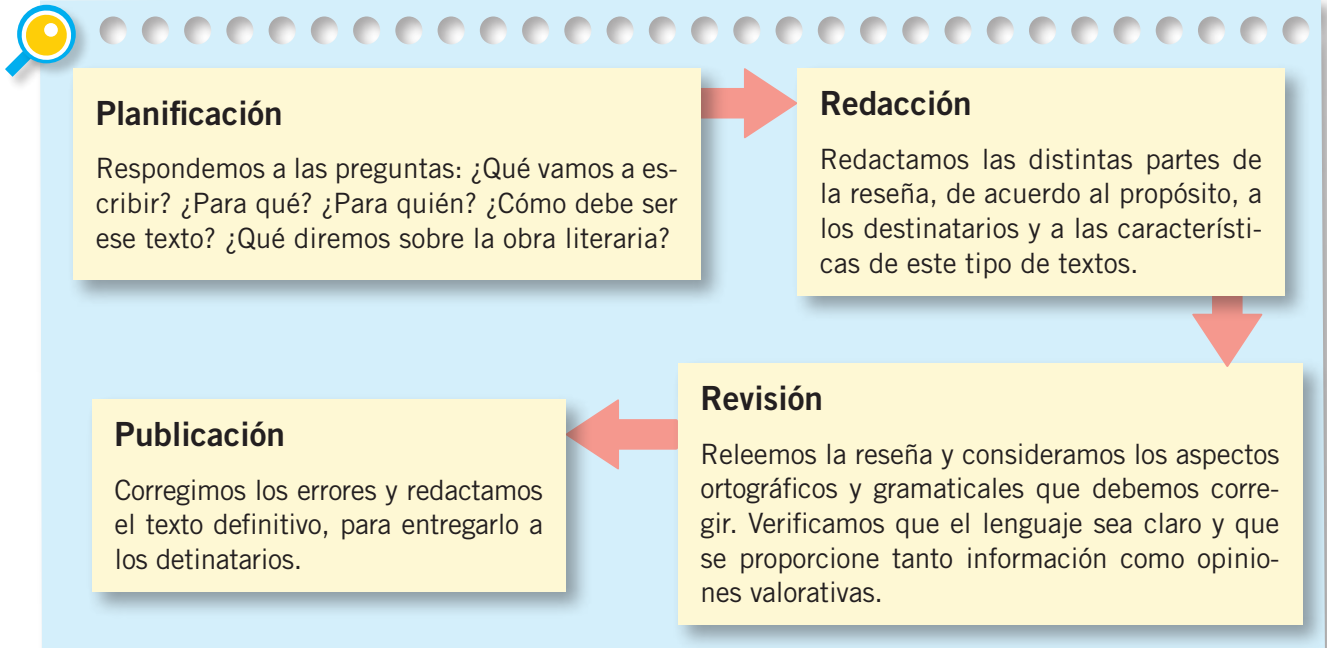 Planificación
Respondemos a las preguntas: ¿Qué vamos a es-
cribir? ¿Para qué? ¿Para quién? ¿Cómo debe ser
ese texto? ¿Qué diremos sobre la obra literaria?
Redacción
Redactamos las distintas partes de
la reseña, de acuerdo al propósito, a
los destinatarios y a las característi-
cas de este tipo de textos.
Revisión
Releemos la reseña y consideramos los aspectos
ortográficos y gramaticales que debemos corre-
gir. Verificamos que el lenguaje sea claro y que
se proporcione tanto información como opinio-
nes valorativas.
Publicación
Corregimos los errores y redactamos
el texto definitivo, para entregarlo a
los detinatarios.